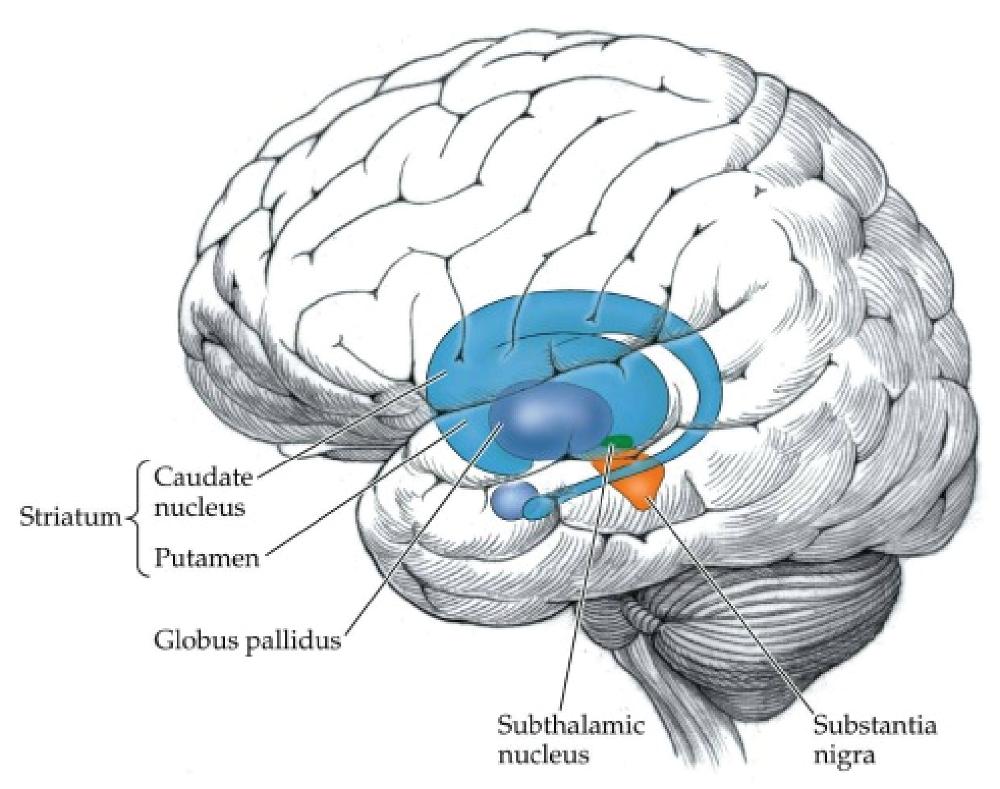 Striatum
Caudate
nucleus
Putamen
Globus pallidus
Subthalamic
nucleus
Substantia
nigra